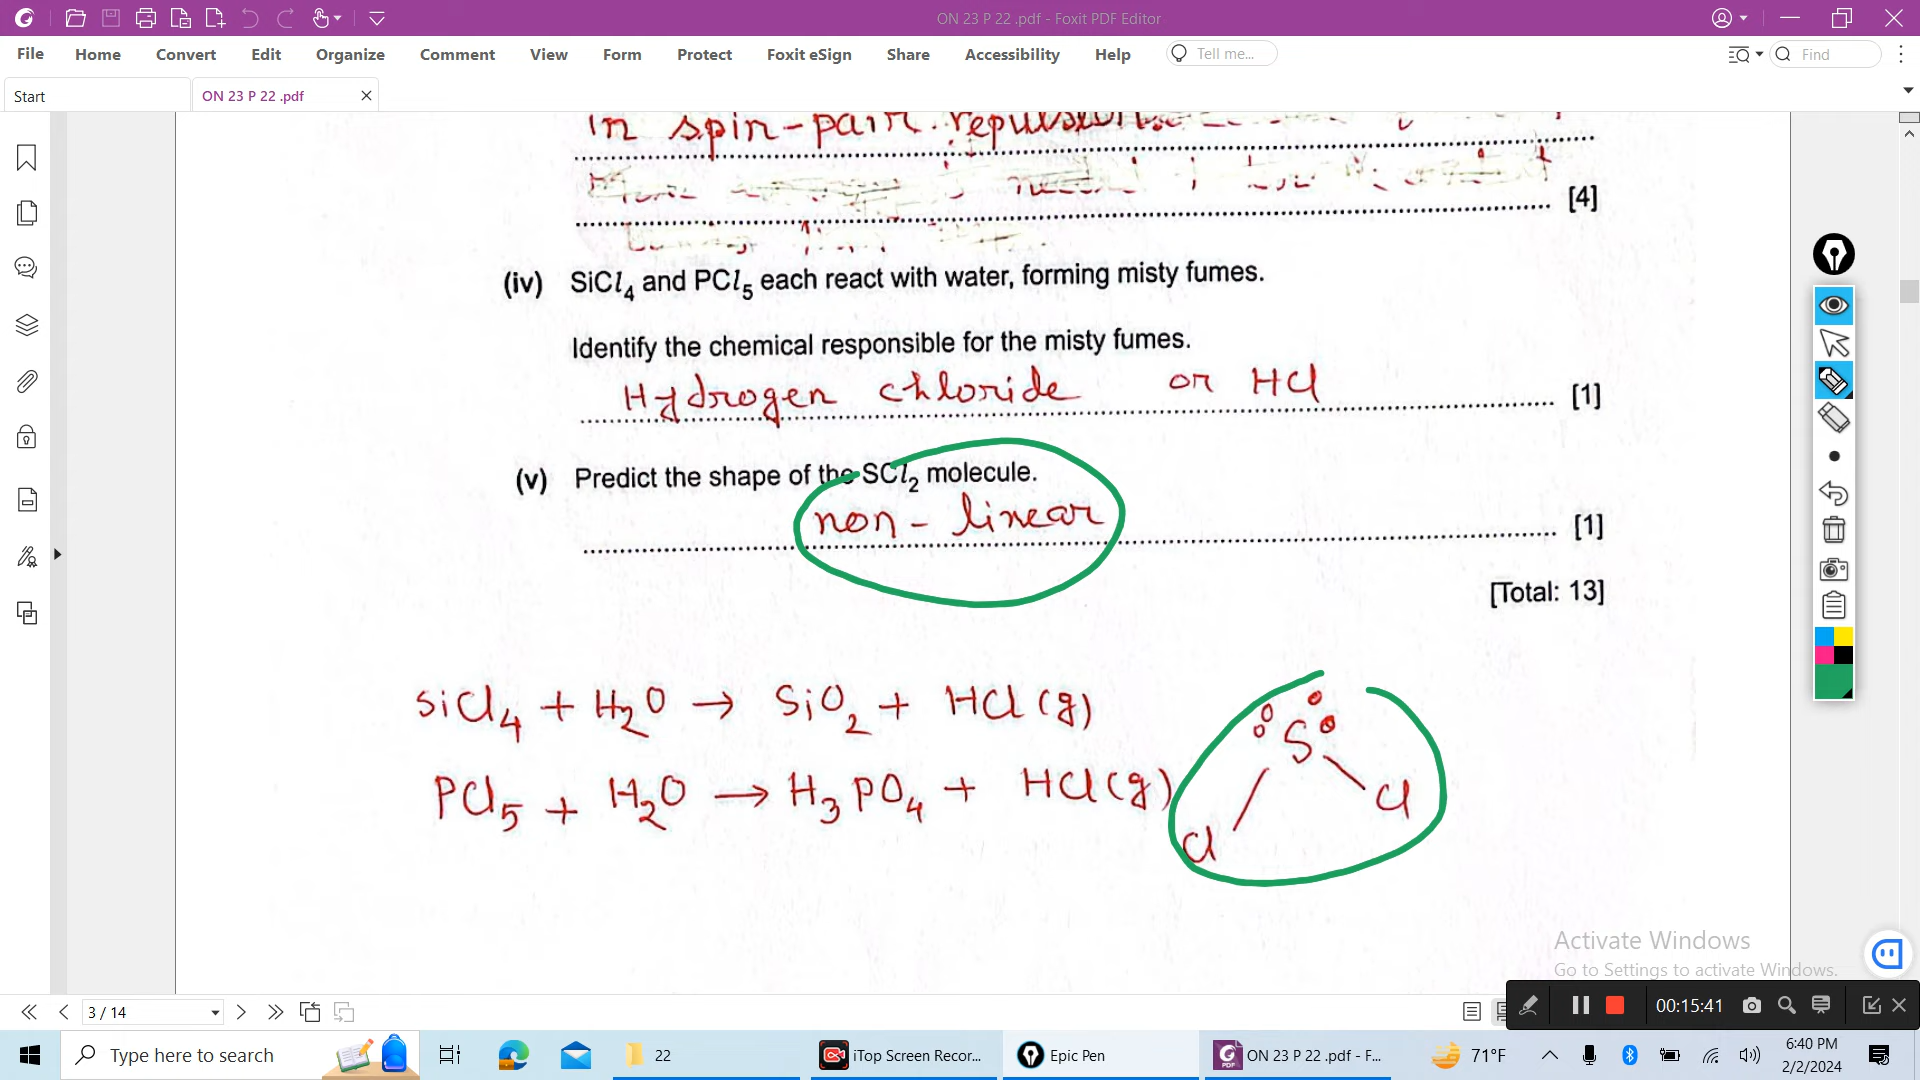 ON 23 P 22 .pdf - Foxit PDF Editor
File Home Convert Edit Organize Comment View Form Protect Foxit eSign Share Accessibility Help Tell me... Find
Start ON 23 P 22 .pdf
In spin-pair repulsion
[4]
(iv) SiCl4 and PCl5 each react with water, forming misty fumes.
Identify the chemical responsible for the misty fumes.
Hydrogen chloride or HCl
[1]
(v) Predict the shape of the SCl2 molecule.
non-linear
[1]
[Total: 13]
SiCl4 + H2O → SiO2 + HCl(g)
PCl5 + H2O → H3PO4 + HCl(g)
S
Cl
Cl
Activate Windows
Go to Settings to activate Windows.
3 / 14
00:15:41
Type here to search 22 iTop Screen Recor... Epic Pen ON 23 P 22 .pdf - F... 71°F 6:40 PM
2/2/2024